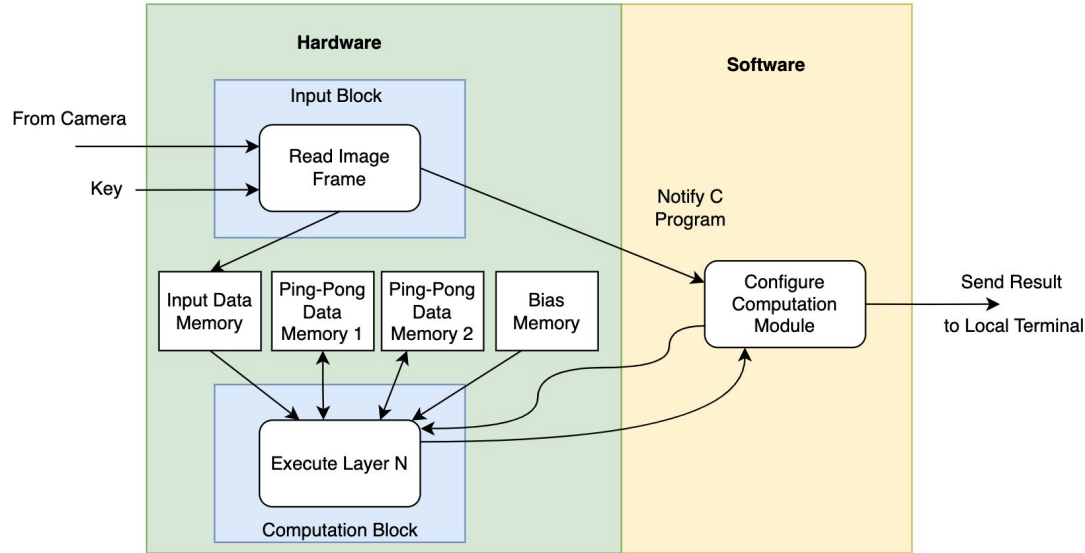 Hardware
Software
Input Block
From Camera
Read Image
Frame
Key
Notify C
Program
Input Data
Memory
Ping-Pong
Data
Memory 1
Ping-Pong
Data
Memory 2
Bias
Memory
Configure
Computation
Module
Send Result
to Local Terminal
Execute Layer N
Computation Block